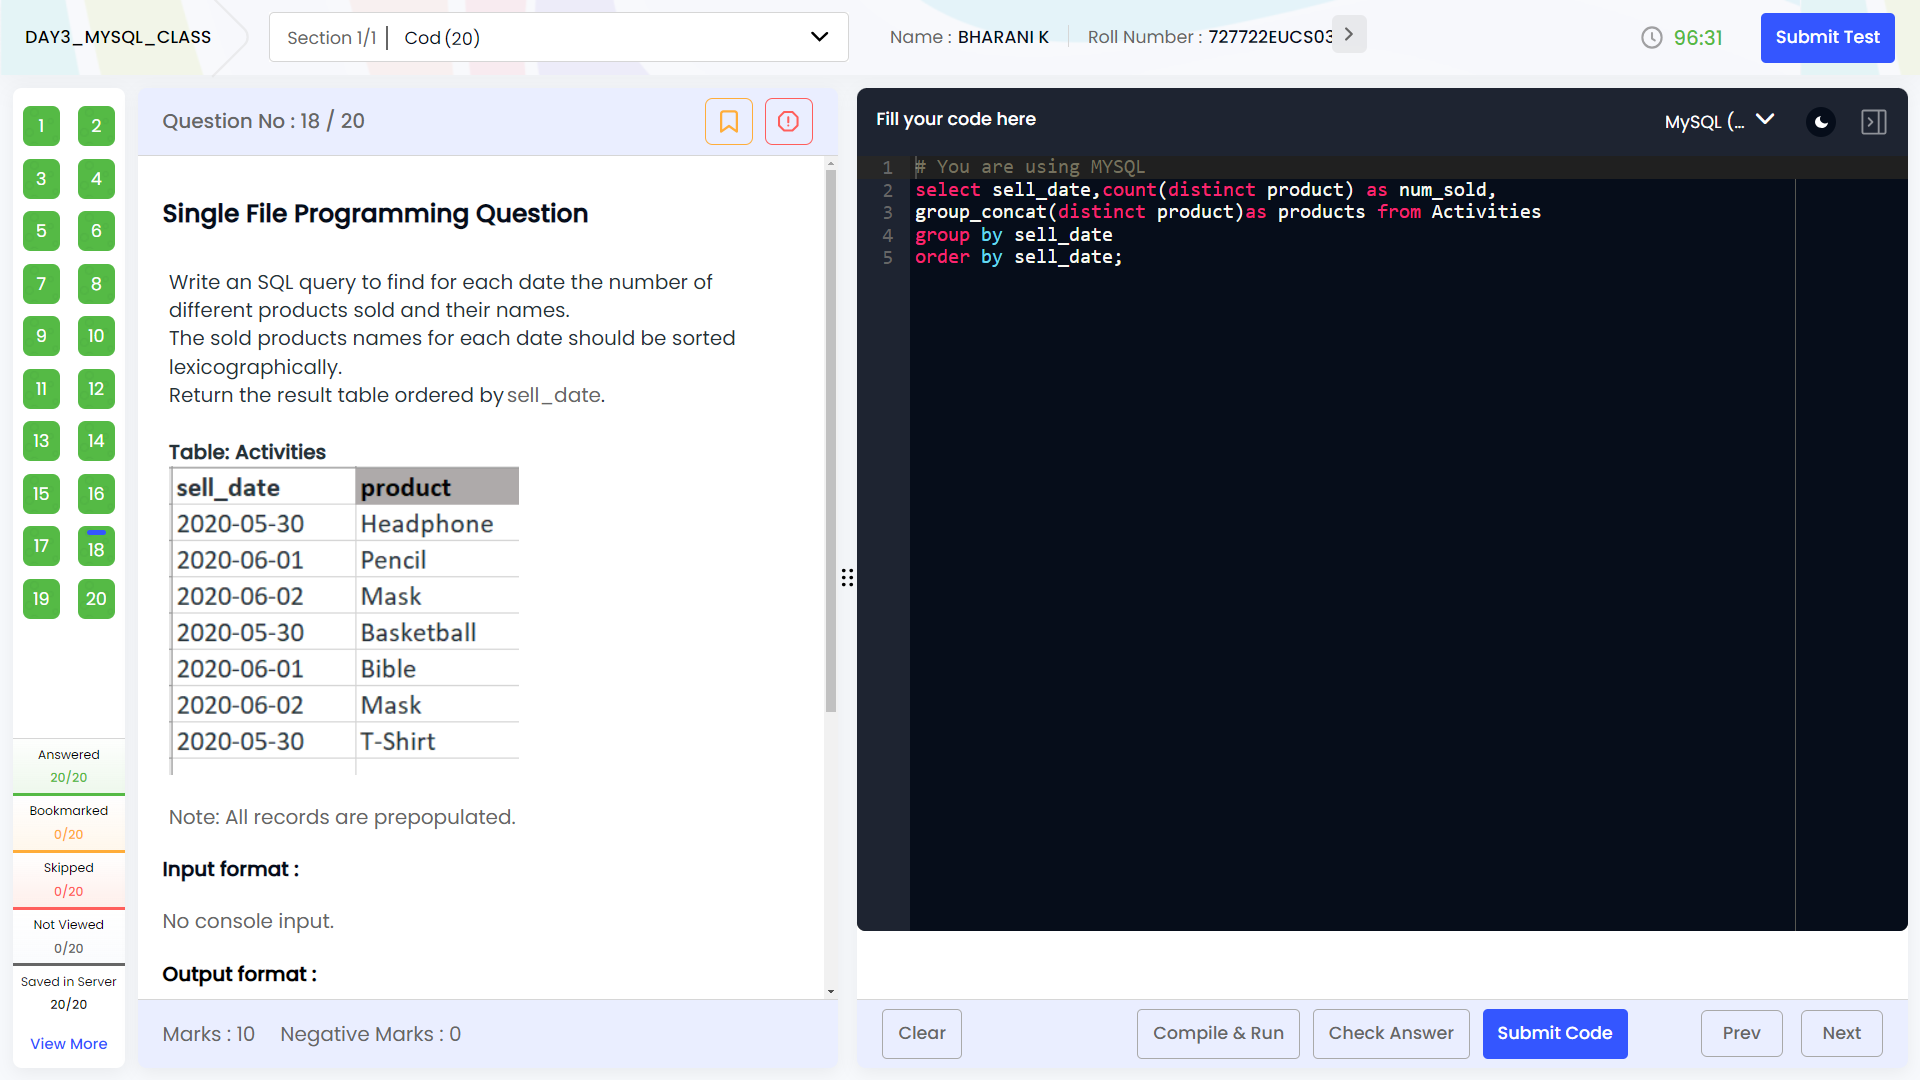 DAY3_MYSQL_CLASS
Section 1/1 | Cod (20)
Name : BHARANI K
Roll Number : 727722EUCS03
96:31
Submit Test
1 2
3 4
5 6
7 8
9 10
11 12
13 14
15 16
17 18
19 20
Answered
20/20
Bookmarked
0/20
Skipped
0/20
Not Viewed
0/20
Saved in Server
20/20
View More
Question No : 18 / 20
Single File Programming Question
Write an SQL query to find for each date the number of
different products sold and their names.
The sold products names for each date should be sorted
lexicographically.
Return the result table ordered by sell_date.
Table: Activities
sell_date product
2020-05-30 Headphone
2020-06-01 Pencil
2020-06-02 Mask
2020-05-30 Basketball
2020-06-01 Bible
2020-06-02 Mask
2020-05-30 T-Shirt
Note: All records are prepopulated.
Input format :
No console input.
Output format :
Marks : 10 Negative Marks : 0
Fill your code here
MySQL (...
1 # You are using MYSQL
2 select sell_date,count(distinct product) as num_sold,
3 group_concat(distinct product)as products from Activities
4 group by sell_date
5 order by sell_date;
Clear
Compile & Run
Check Answer
Submit Code
Prev
Next